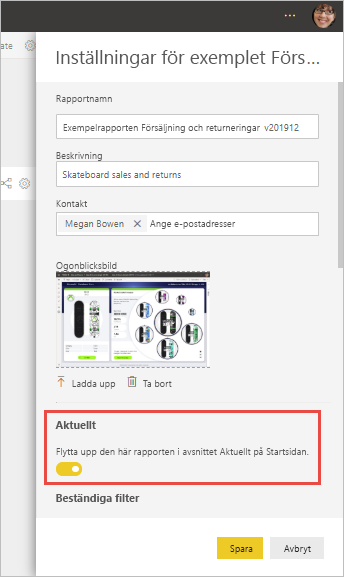 ate
Inställningar för exemplet Förs...
Rapportnamn
Exempelrapporten Försäljning och returneringar v201912
Beskrivning
Skateboard sales and returns
Kontakt
Megan Bowen Ange e-postadresser
Ögonblicksbild
Ladda upp Ta bort
Aktuellt
Flytta upp den här rapporten i avsnittet Aktuellt på Startsidan.
Beständiga filter
Spara Avbryt